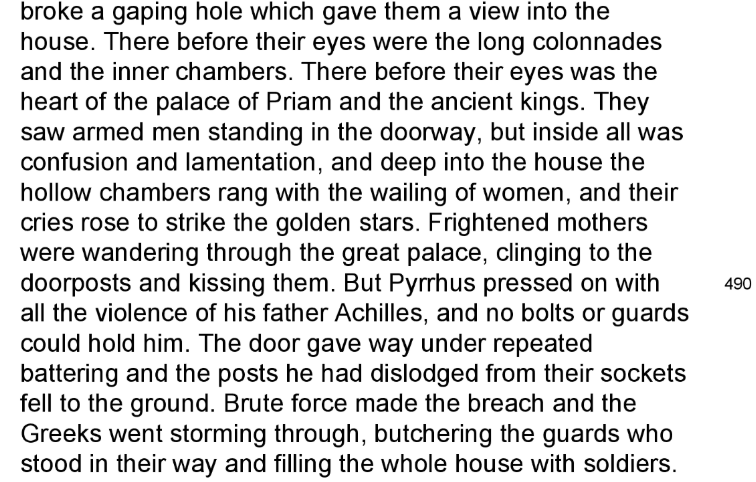 broke a gaping hole which gave them a view into the
house. There before their eyes were the long colonnades
and the inner chambers. There before their eyes was the
heart of the palace of Priam and the ancient kings. They
saw armed men standing in the doorway, but inside all was
confusion and lamentation, and deep into the house the
hollow chambers rang with the wailing of women, and their
cries rose to strike the golden stars. Frightened mothers
were wandering through the great palace, clinging to the
doorposts and kissing them. But Pyrrhus pressed on with 490
all the violence of his father Achilles, and no bolts or guards
could hold him. The door gave way under repeated
battering and the posts he had dislodged from their sockets
fell to the ground. Brute force made the breach and the
Greeks went storming through, butchering the guards who
stood in their way and filling the whole house with soldiers.